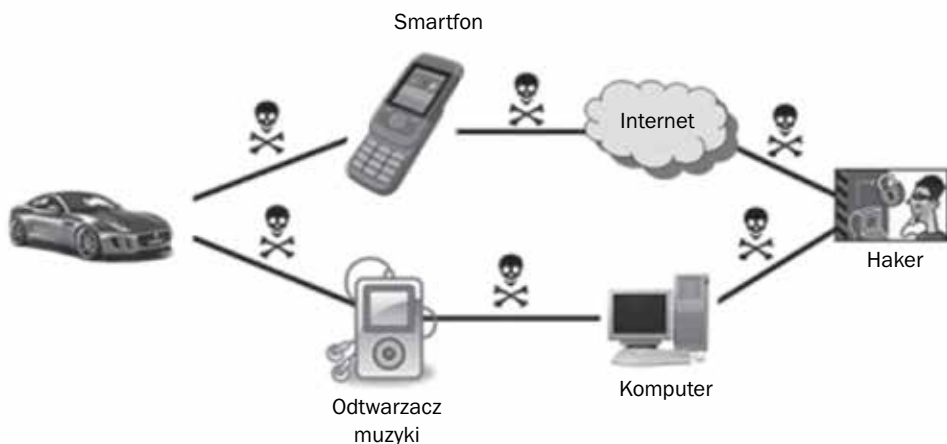 Smartfon
Internet
Haker
Komputer
Odtwarzacz
muzyki